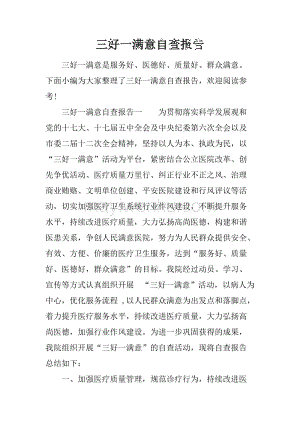 三好一满意自查报告
三好一满意是服务好、医德好、质量好、群众满意。
下面小编为大家整理了三好一满意自查报告，欢迎阅读参
考!
三好一满意自查报告一 为贯彻落实科学发展观和
党的十七大、十七届五中全会及中央纪委第六次全会以及
市委二届十二次全会精神，坚持以人为本、执政为民，以
“三好一满意”活动为平台，紧密结合公立医院改革、创
先争优活动、医疗质量万里行、纠正行业不正之风、治理
商业贿赂、文明单位创建、平安医院建设和行风评议等活
动，切实加强医疗卫生系统行业作风建设，不断提升服务水
平，持续改进医疗质量，大力弘扬高尚医德，构建和谐
医患关系，争创人民满意医院，努力为人民群众提供安全、
有效、方便、价廉的医疗卫生服务，达到“服务好、质量
好、医德好，群众满意”的目标，我院经过动员、学习、
宣传等方式认真组织开展 “三好一满意”活动，以病人为
中心，优化服务流程 ,以人民群众满意为出发点和落脚点，
着力提升医疗服务水平，持续改进医疗质量，大力弘扬高
尚医德，加强行业作风建设，为进一步巩固获得的成果，
我院组织开展“三好一满意”的自查活动，现将自查报告
总结如下：
一、加强医疗质量管理，规范诊疗行为，持续改进医